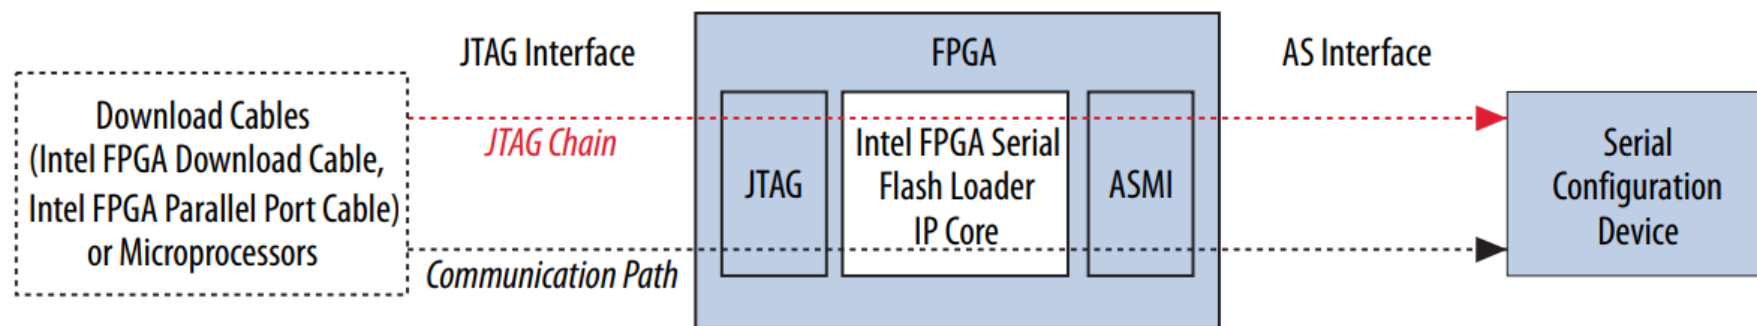 JTAG Interface
FPGA
AS Interface
Download Cables
(Intel FPGA Download Cable,
Intel FPGA Parallel Port Cable)
or Microprocessors
JTAG Chain
Communication Path
JTAG
Intel FPGA Serial
Flash Loader
IP Core
ASMI
Serial
Configuration
Device